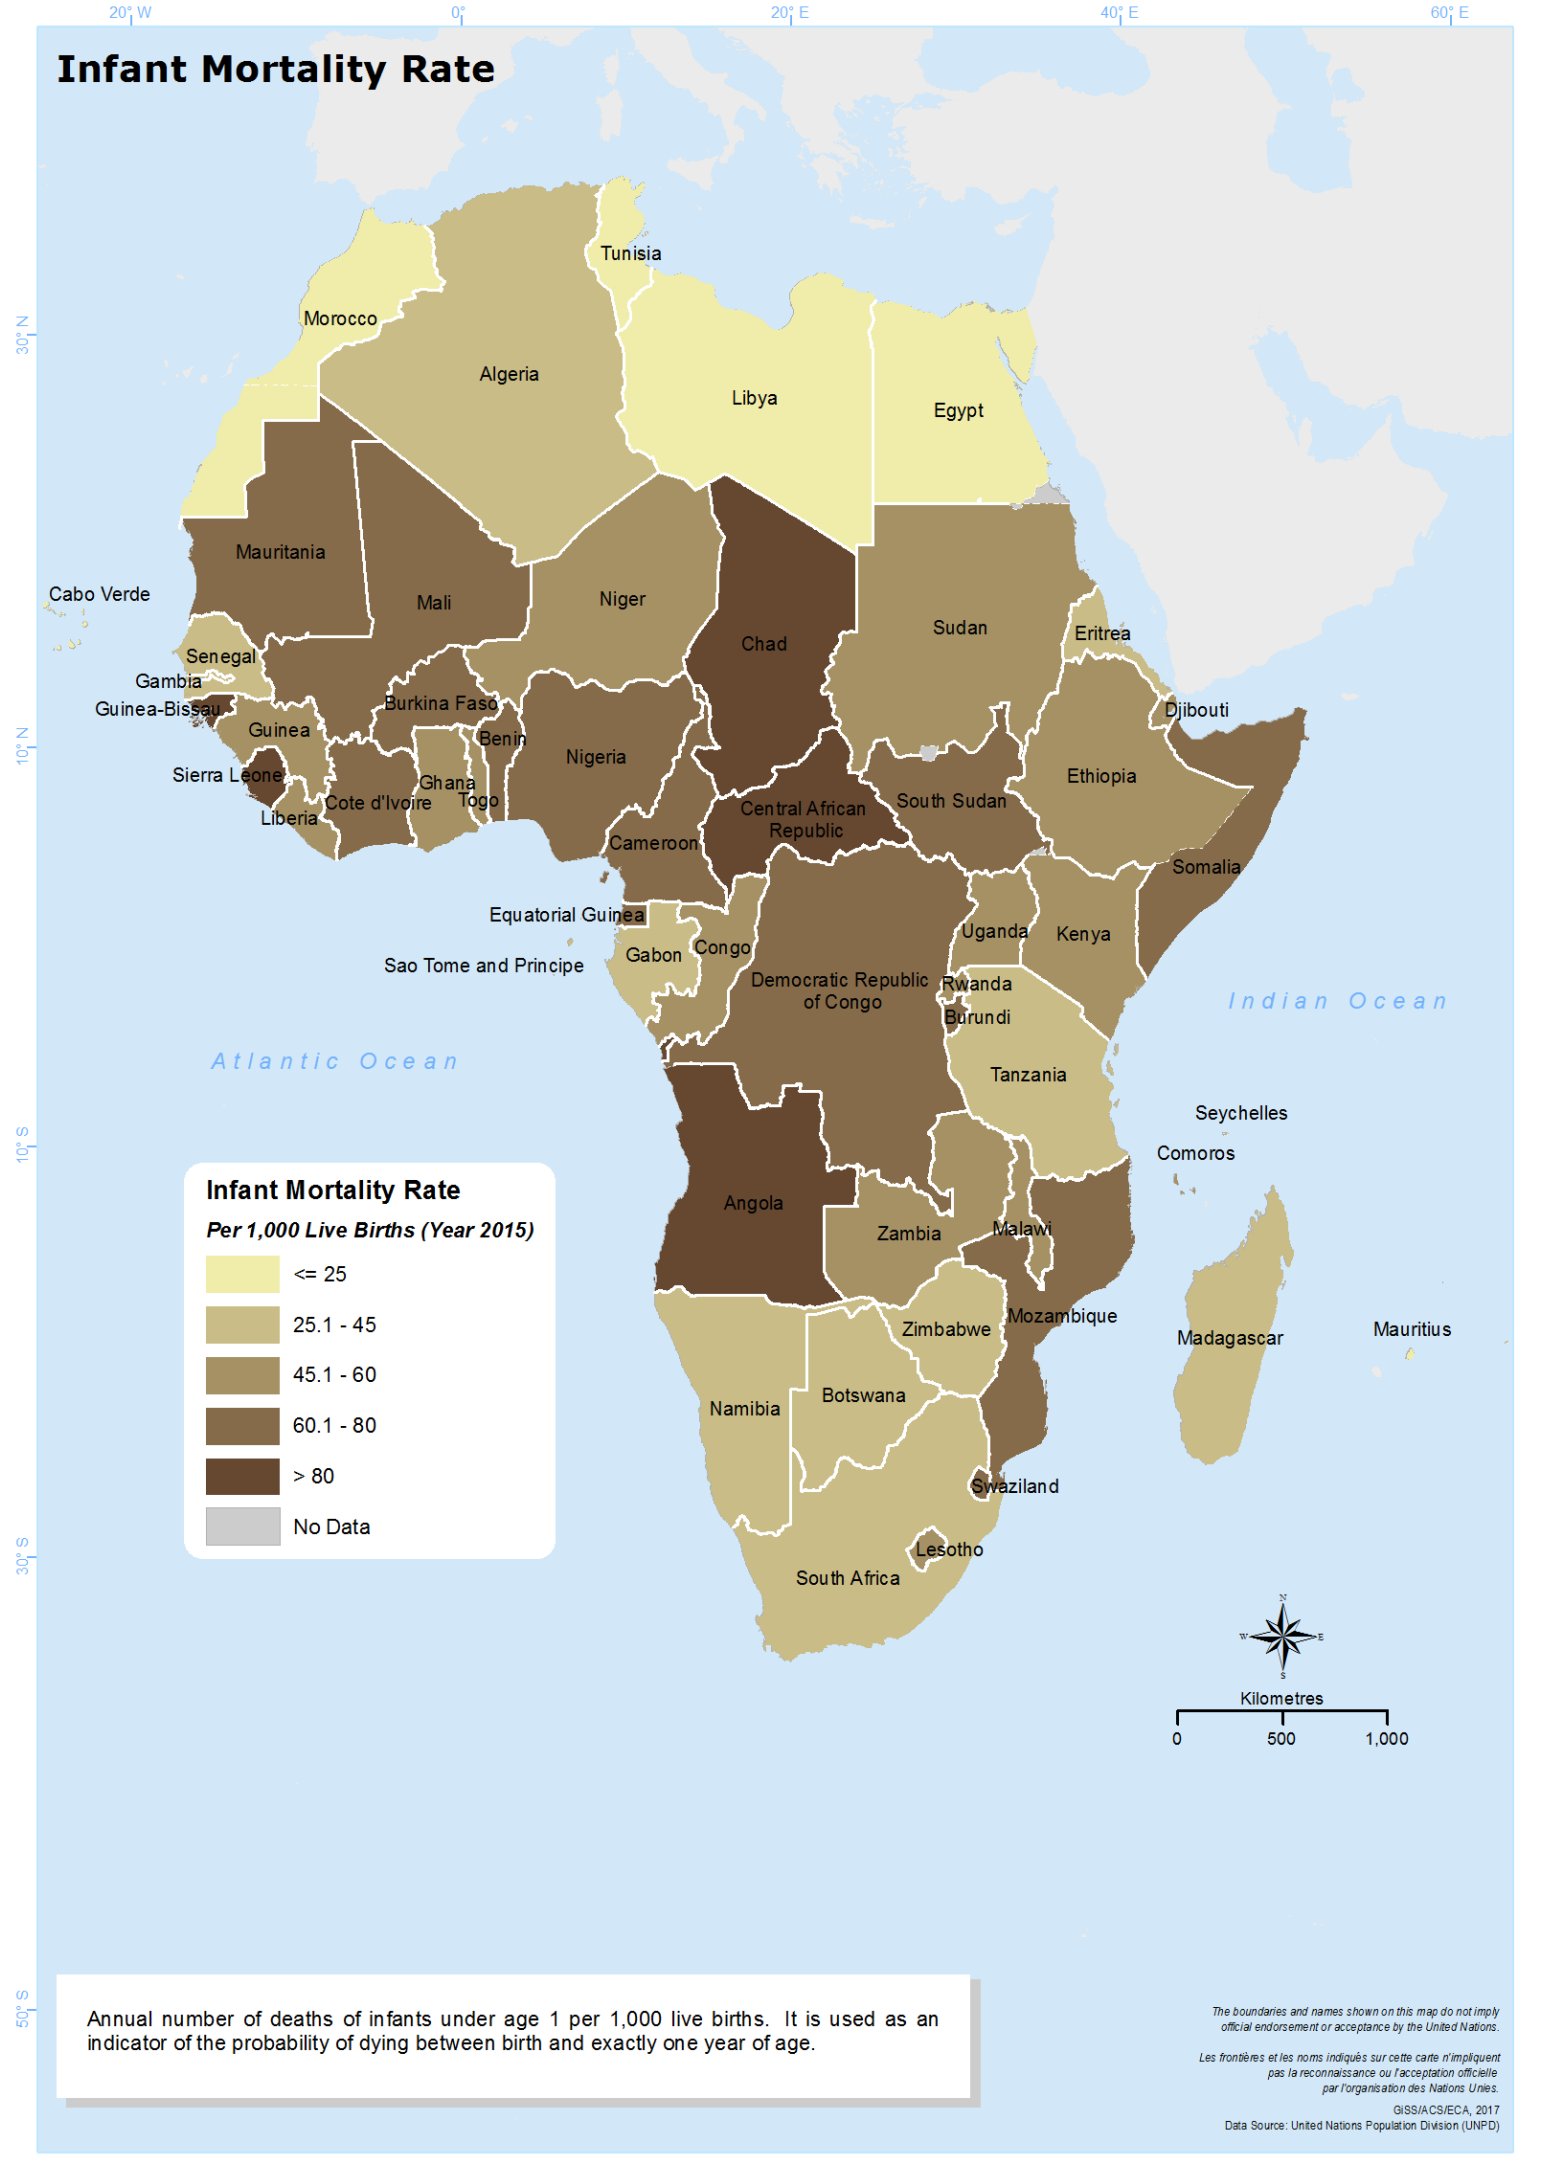 20° W
0°
20° E
40° E
60° E
Infant Mortality Rate
Tunisia
Morocco
30° N
Algeria
Libya
Egypt
Mauritania
Cabo Verde
Mali
Niger
Sudan
Eritrea
Chad
Senegal
Gambia
Burkina Faso
Guinea-Bissau
Djibouti
Guinea
Benin
10° N
Nigeria
Sierra Leone
Ethiopia
Ghana
Cote d'Ivoire
Togo
South Sudan
Central African
Republic
Liberia
Cameroon
Somalia
Equatorial Guinea
Uganda
Kenya
Congo
Gabon
Sao Tome and Principe
Democratic Republic
of Congo
Rwanda
Indian Ocean
Burundi
Atlantic Ocean
Tanzania
Seychelles
10° S
Comoros
Angola
Malawi
Zambia
Mozambique
Zimbabwe
Mauritius
Madagascar
Botswana
Namibia
Swaziland
Lesotho
South Africa
30° S
Infant Mortality Rate
Per 1,000 Live Births (Year 2015)
<= 25
25.1 - 45
45.1 - 60
60.1 - 80
> 80
No Data
N
W
E
S
Kilometres
0
500
1,000
50° S
Annual number of deaths of infants under age 1 per 1,000 live births. It is used as an
indicator of the probability of dying between birth and exactly one year of age.
The boundaries and names shown on this map do not imply
official endorsement or acceptance by the United Nations.
Les frontières et les noms indiqués sur cette carte n'impliquent
pas la reconnaissance ou l'acceptation officielle
par l'organisation des Nations Unies.
GiSS/ACS/ECA, 2017
Data Source: United Nations Population Division (UNPD)